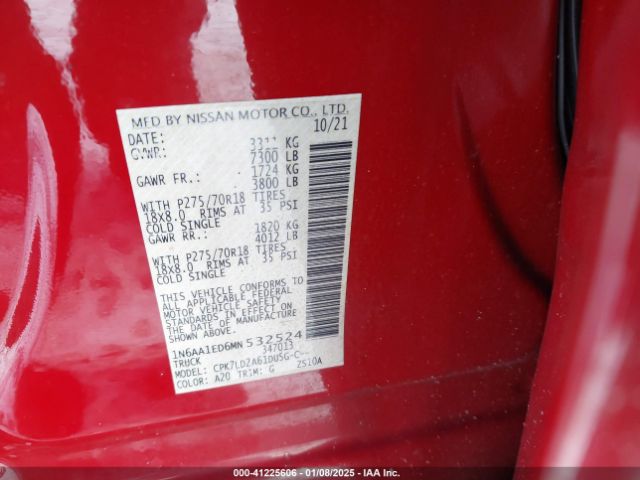 MFD BY NISSAN MOTOR CO., LTD.
DATE: 10/21
GVWR: 3311 KG
7300 LB
GAWR FR.: 1724 KG
3800 LB
WITH P275/70R18 TIRES
18X8.0 RIMS AT 35 PSI
COLD SINGLE
GAWR RR.: 1820 KG
4012 LB
WITH P275/70R18 TIRES
18X8.0 RIMS AT 35 PSI
COLD SINGLE
THIS VEHICLE CONFORMS TO
ALL APPLICABLE FEDERAL
MOTOR VEHICLE SAFETY
STANDARDS IN EFFECT ON
THE DATE OF MANUFACTURE
SHOWN ABOVE.
1N6AA1ED6MN532524
TRUCK 347013
MODEL: CPK7LDZA61DUSG-C--
COLOR: A20 TRIM: G 2S10A
000-41225606 - 01/08/2025 - IAA Inc.